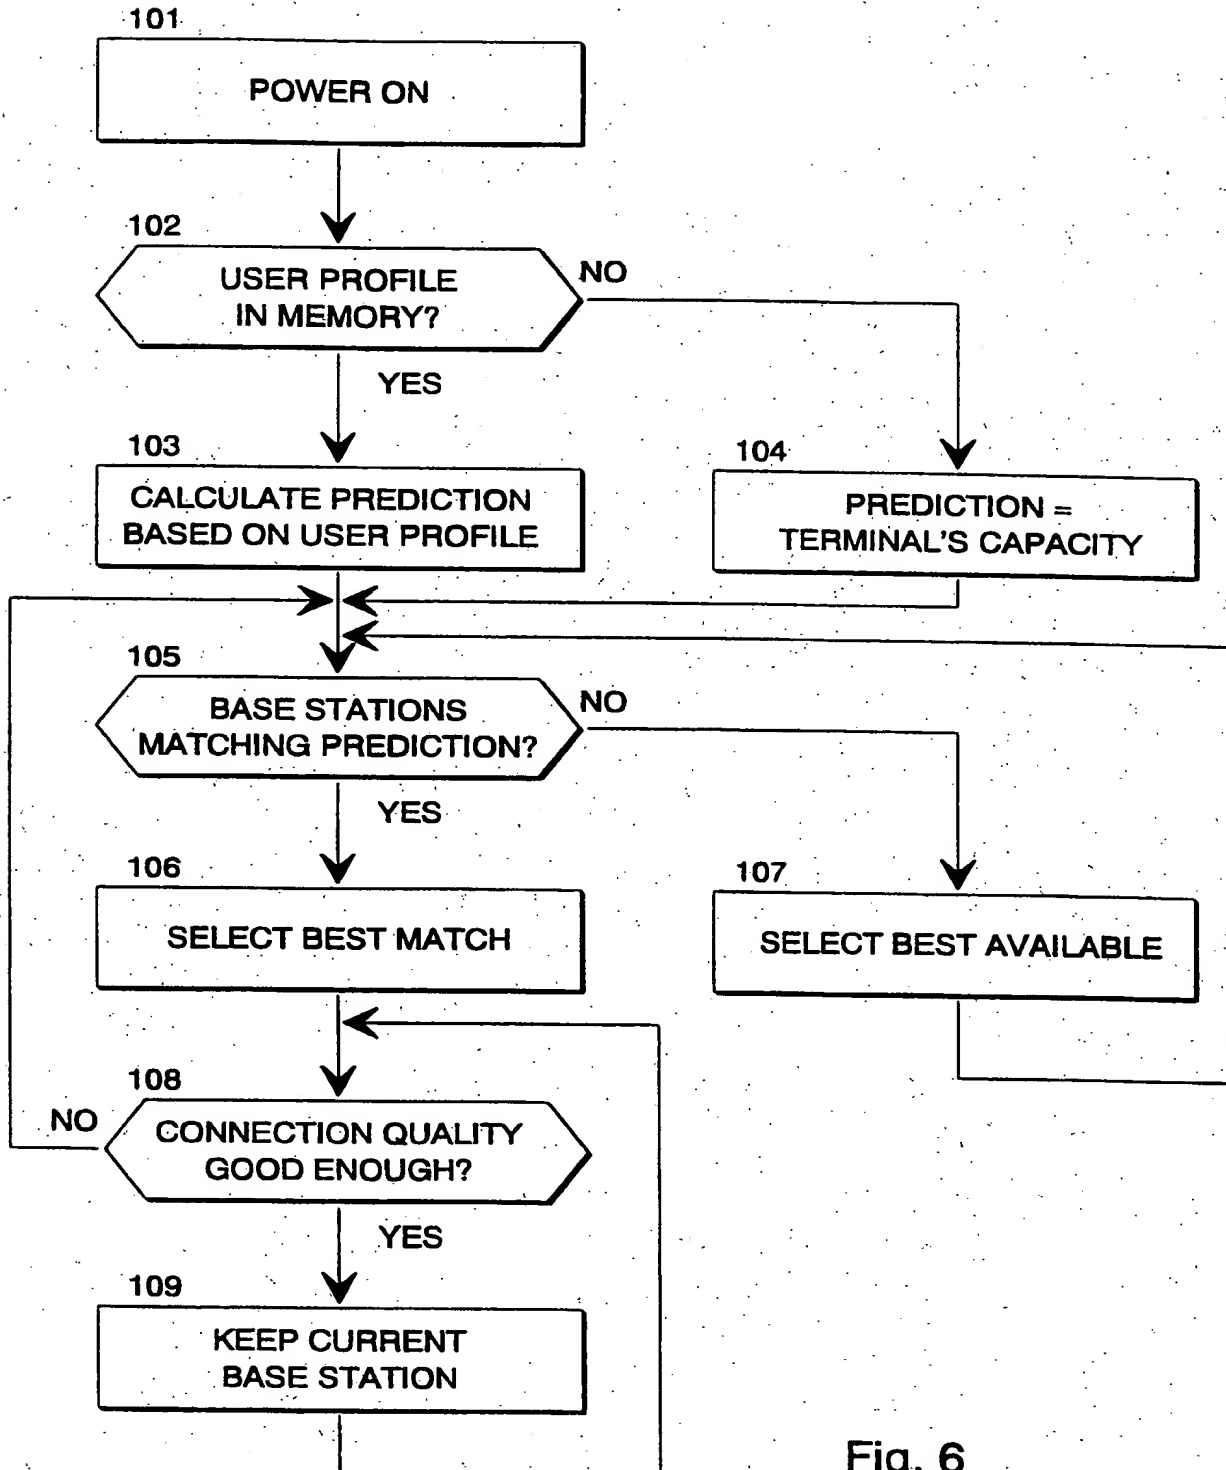 101
POWER ON
102
USER PROFILE
IN MEMORY?
NO
YES
103
CALCULATE PREDICTION
BASED ON USER PROFILE
104
PREDICTION =
TERMINAL'S CAPACITY
105
BASE STATIONS
MATCHING PREDICTION?
NO
YES
106
SELECT BEST MATCH
107
SELECT BEST AVAILABLE
108
NO
CONNECTION QUALITY
GOOD ENOUGH?
YES
109
KEEP CURRENT
BASE STATION
Fig. 6